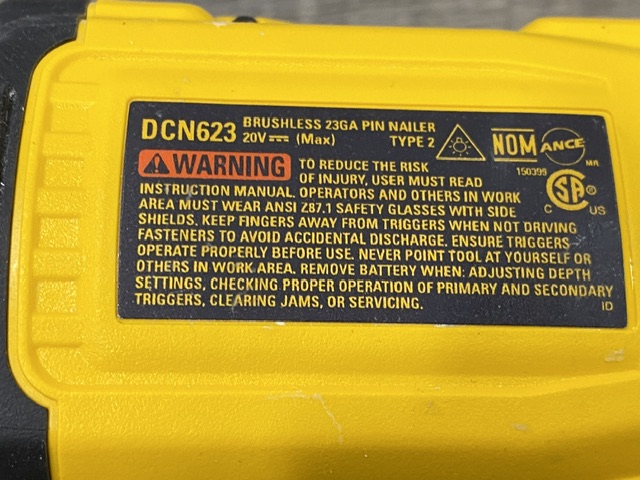 DCN623 BRUSHLESS 23GA PIN NAILER
20V⎓ (Max) TYPE 2
NOM ANCE
MR
150399
⚠WARNING TO REDUCE THE RISK
OF INJURY, USER MUST READ
INSTRUCTION MANUAL. OPERATORS AND OTHERS IN WORK
AREA MUST WEAR ANSI Z87.1 SAFETY GLASSES WITH SIDE
SHIELDS. KEEP FINGERS AWAY FROM TRIGGERS WHEN NOT DRIVING
FASTENERS TO AVOID ACCIDENTAL DISCHARGE. ENSURE TRIGGERS
OPERATE PROPERLY BEFORE USE. NEVER POINT TOOL AT YOURSELF OR
OTHERS IN WORK AREA. REMOVE BATTERY WHEN: ADJUSTING DEPTH
SETTINGS, CHECKING PROPER OPERATION OF PRIMARY AND SECONDARY
TRIGGERS, CLEARING JAMS, OR SERVICING.
C SA® US
ID